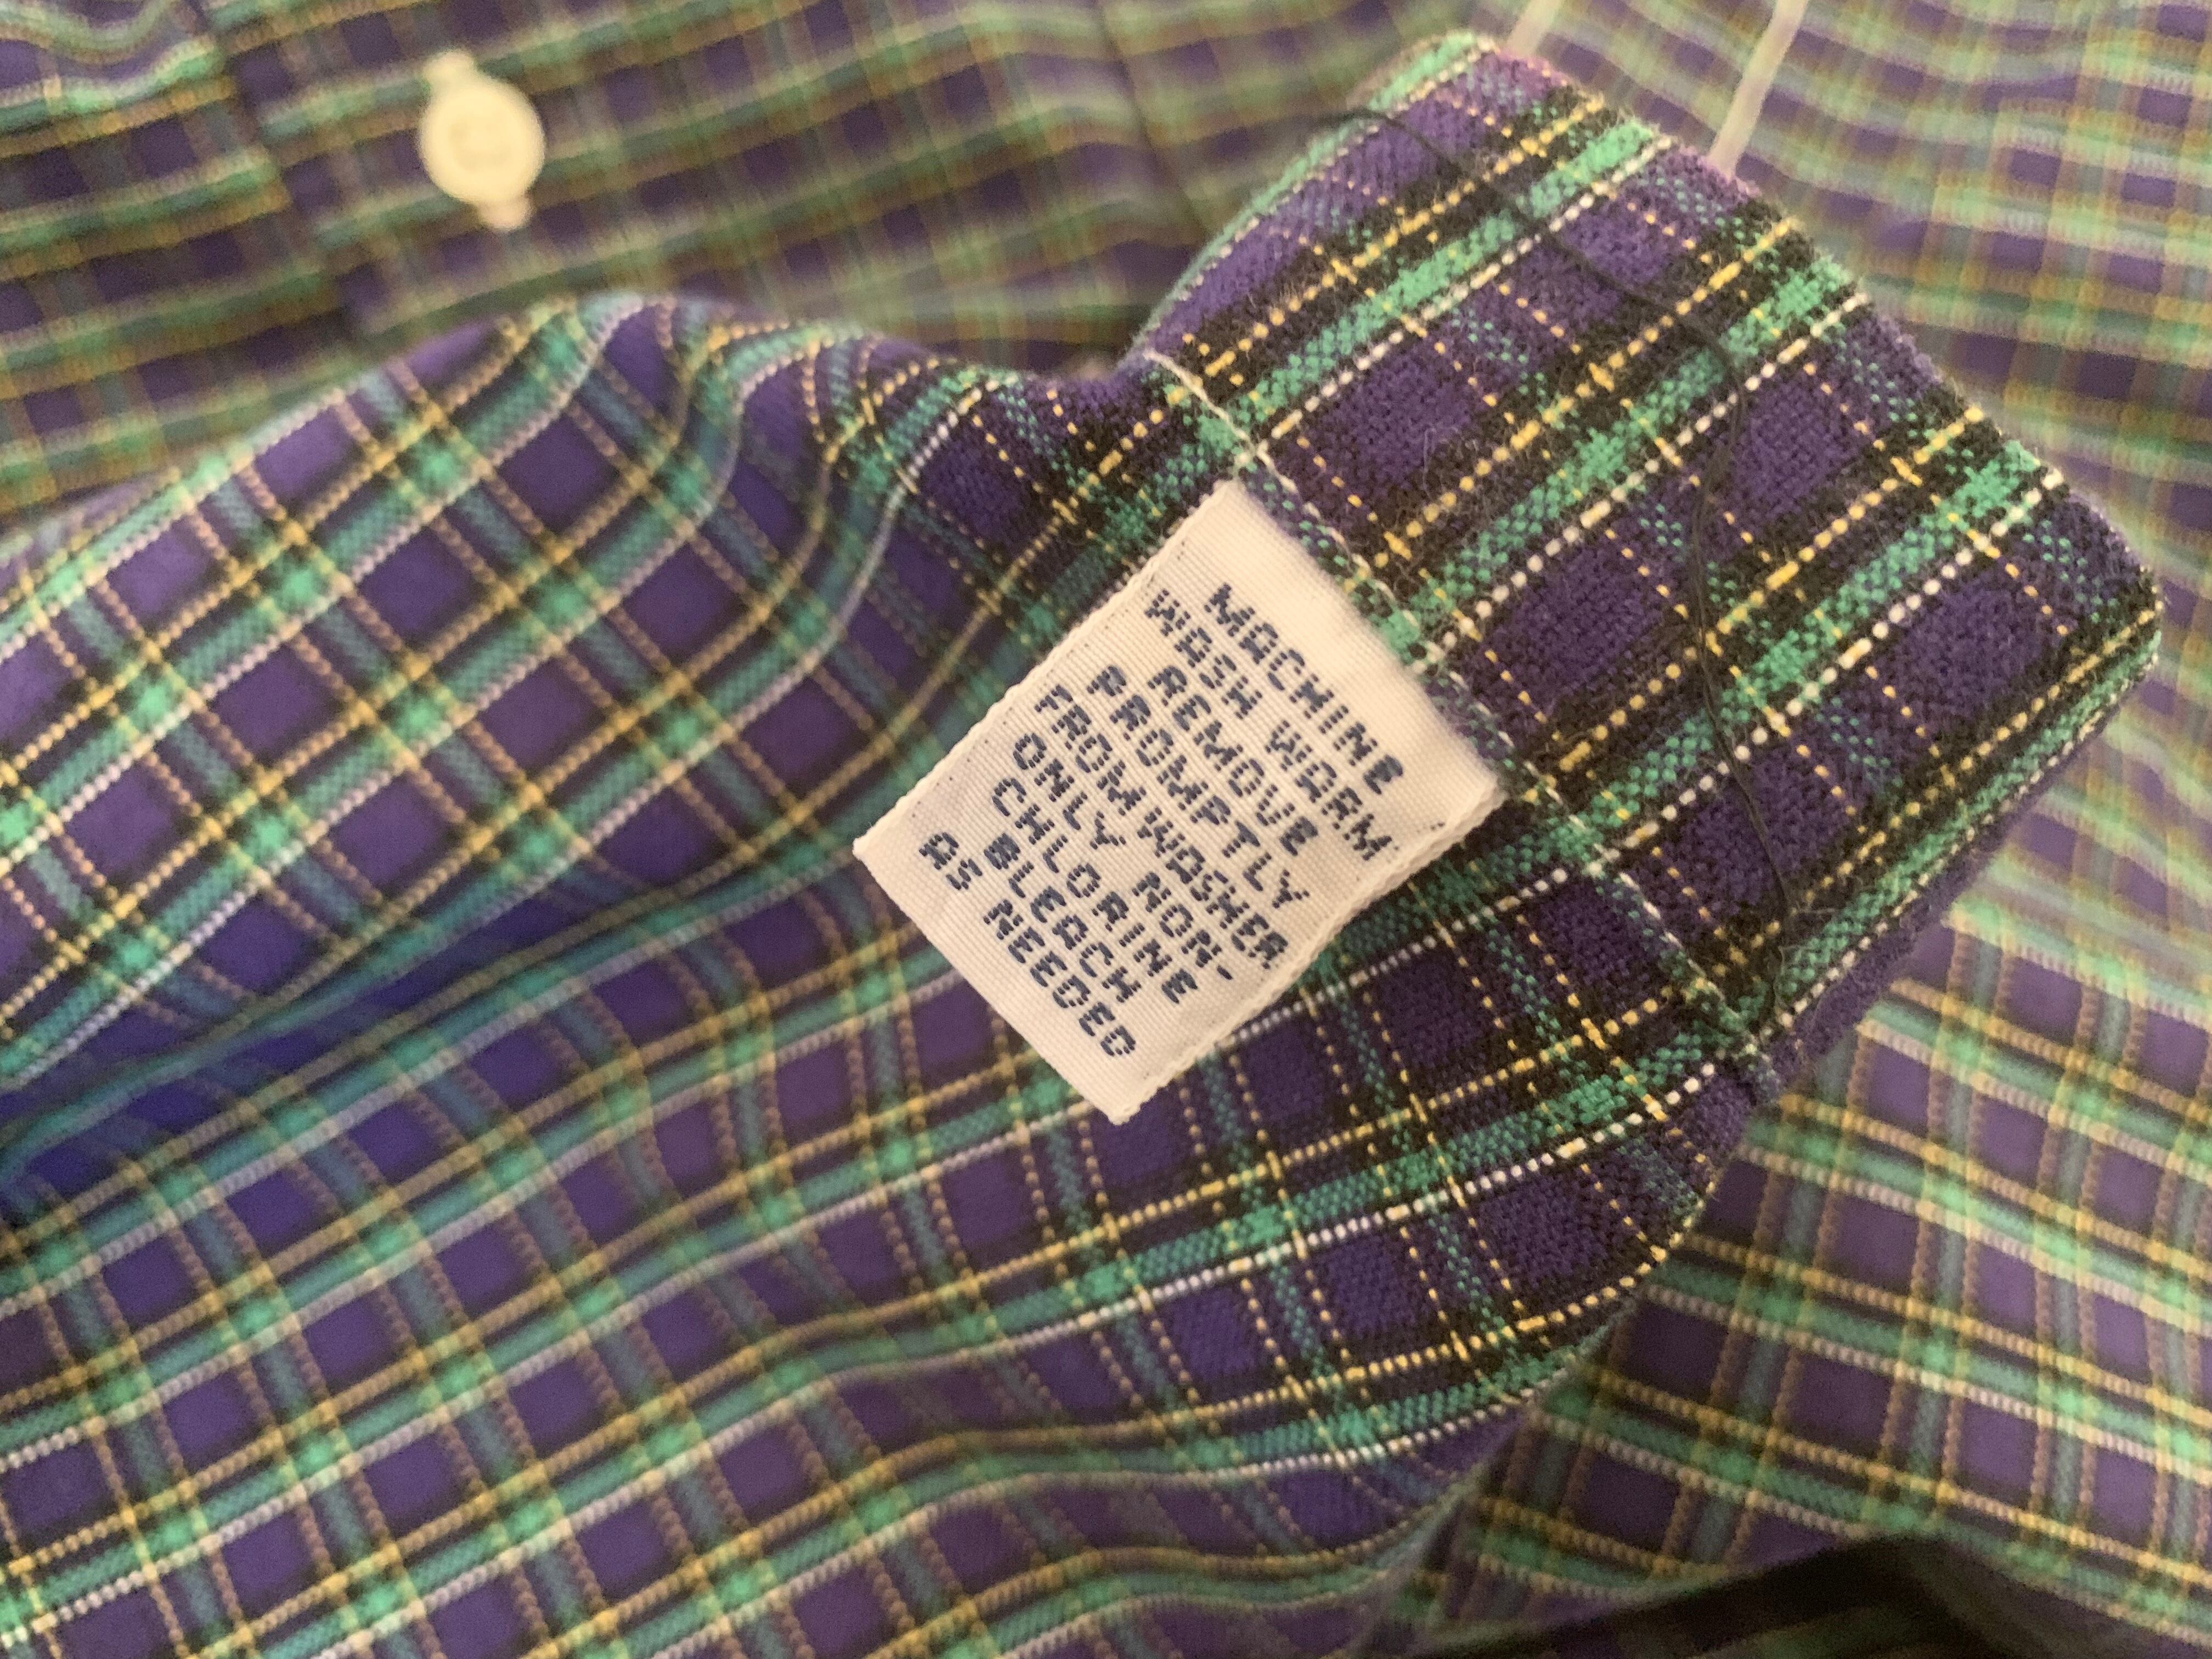 MACHINE
WASH WARM
REMOVE
PROMPTLY
FROM WASHER
ONLY NON-
CHLORINE
BLEACH
AS NEEDED